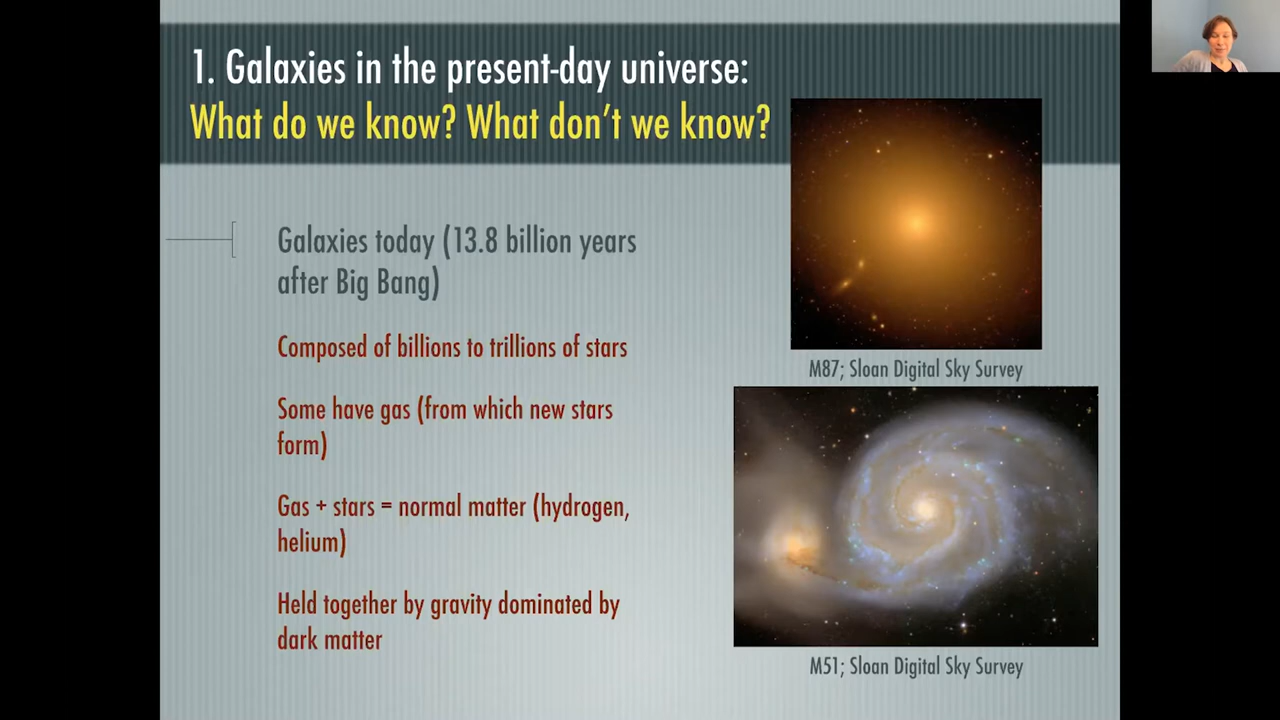 1. Galaxies in the present-day universe:
What do we know? What don't we know?
Galaxies today (13.8 billion years
after Big Bang)
Composed of billions to trillions of stars
Some have gas (from which new stars
form)
Gas + stars = normal matter (hydrogen,
helium)
Held together by gravity dominated by
dark matter
M87; Sloan Digital Sky Survey
M51; Sloan Digital Sky Survey